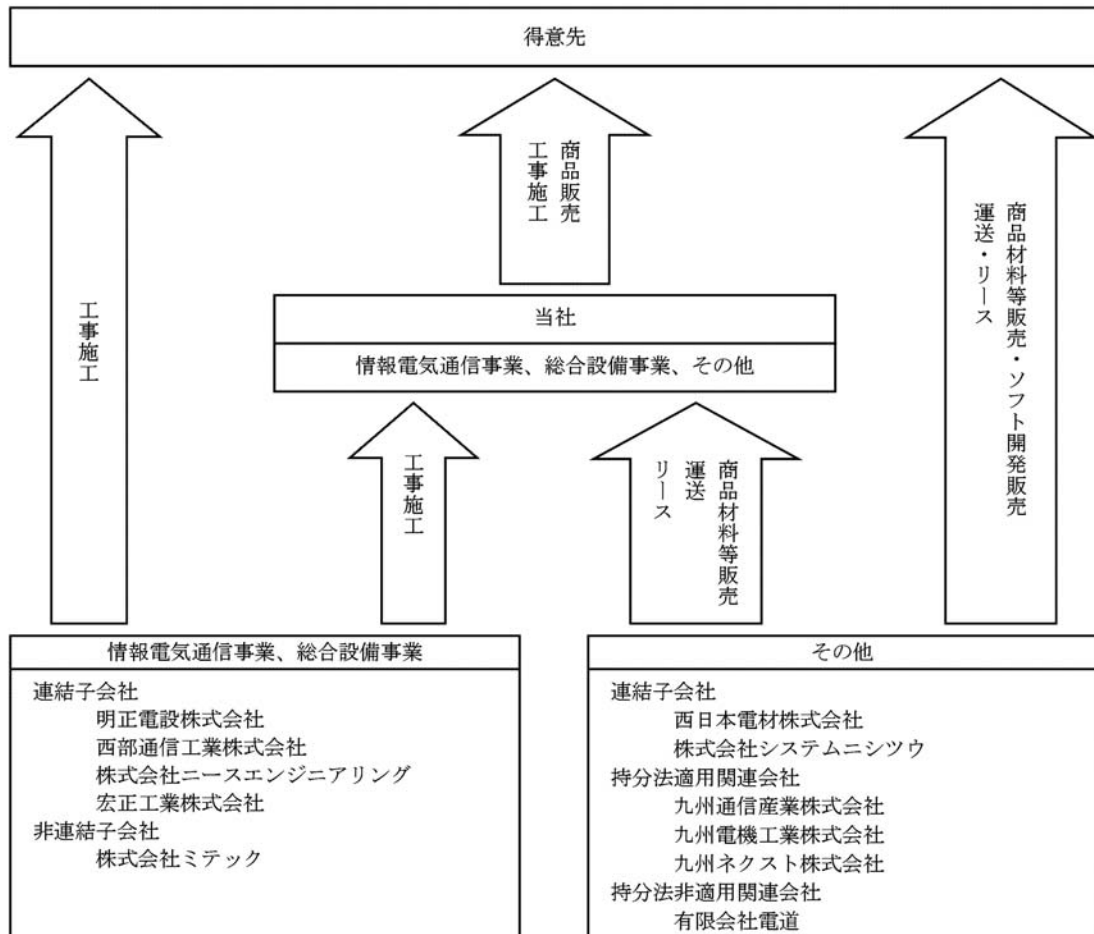 得意先
工事施工
商品販売
工事施工
商品材料等販売・ソフト開発販売
運送・リース
当社
情報電気通信事業、総合設備事業、その他
工事施工
商品材料等販売
運送
リース
情報電気通信事業、総合設備事業
連結子会社
明正電設株式会社
西部通信工業株式会社
株式会社ニースエンジニアリング
宏正工業株式会社
非連結子会社
株式会社ミテック
その他
連結子会社
西日本電材株式会社
株式会社システムニシツウ
持分法適用関連会社
九州通信産業株式会社
九州電機工業株式会社
九州ネクスト株式会社
持分法非適用関連会社
有限会社電道